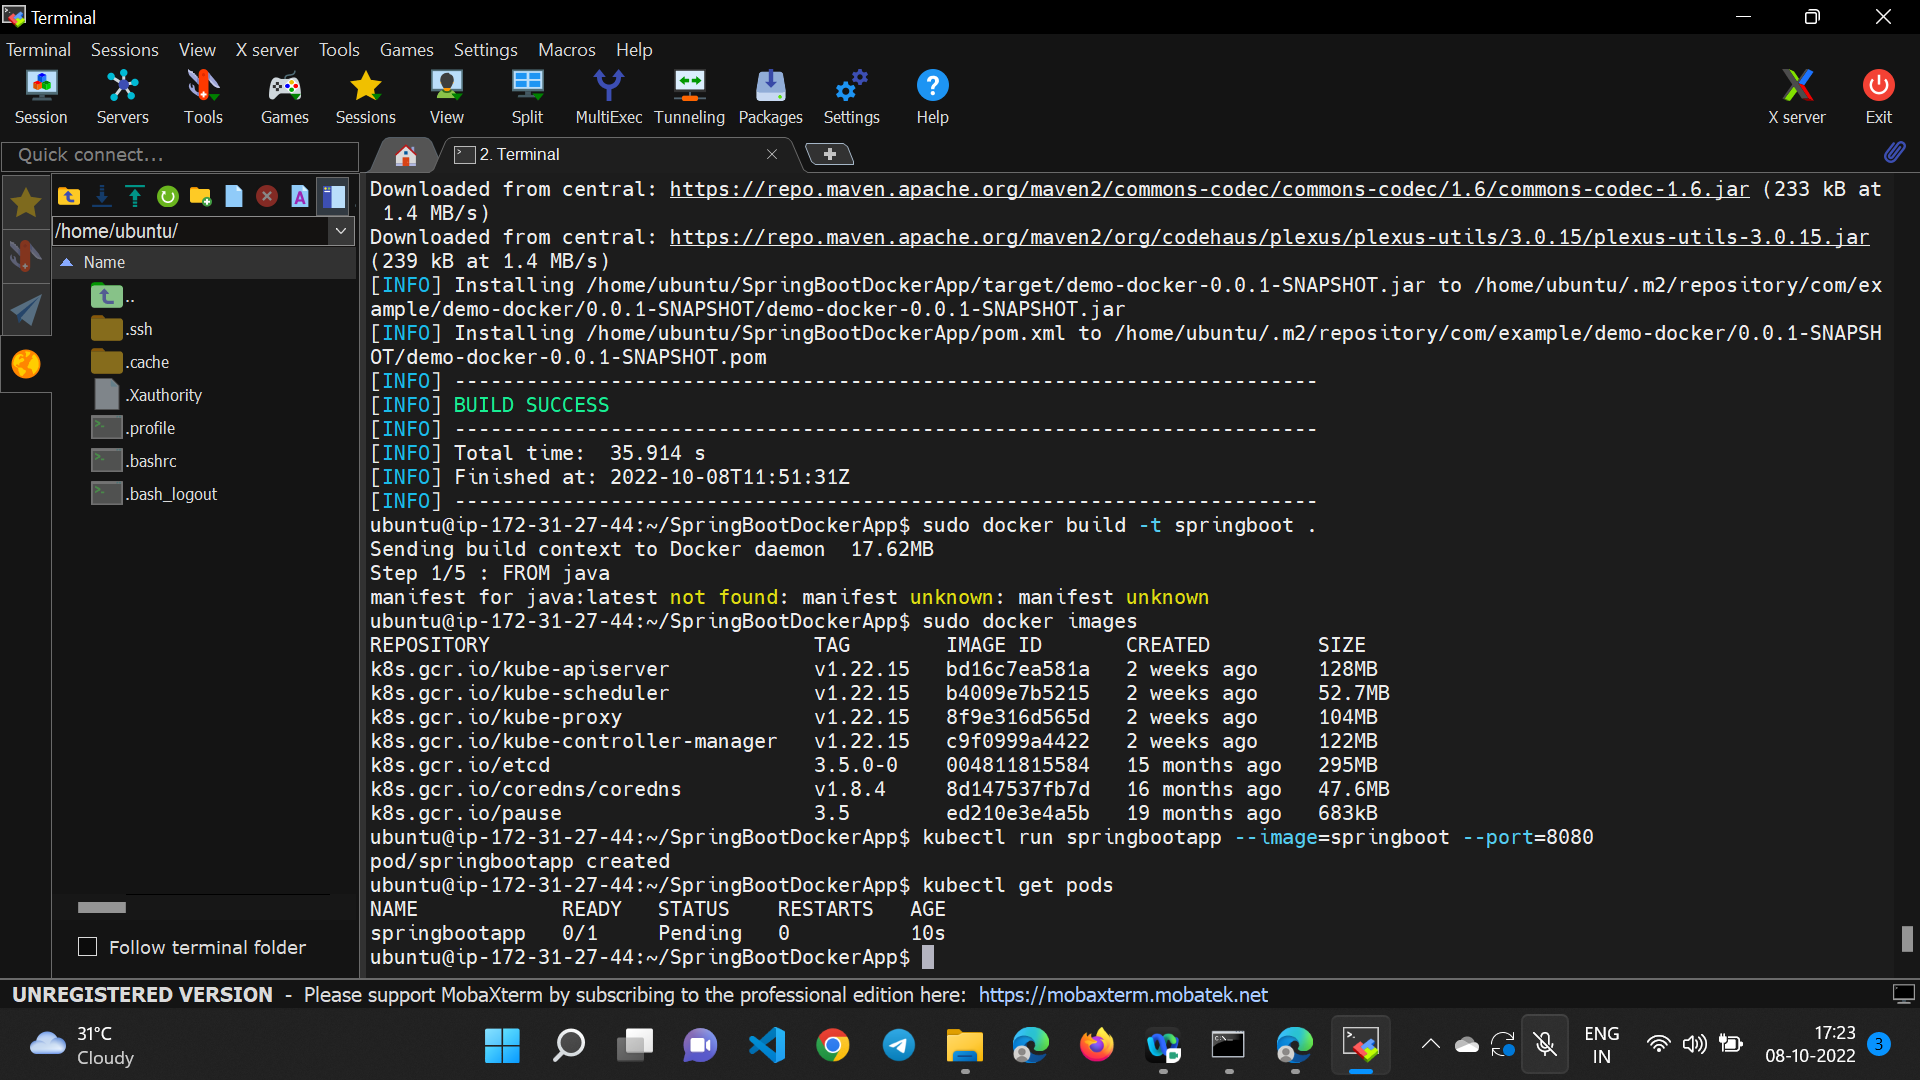 Terminal
Terminal Sessions View X server Tools Games Settings Macros Help
Session Servers Tools Games Sessions View Split MultiExec Tunneling Packages Settings Help X server Exit
Quick connect...
2. Terminal
/home/ubuntu/
Name
..
.ssh
.cache
.Xauthority
.profile
.bashrc
.bash_logout
Follow terminal folder
Downloaded from central: https://repo.maven.apache.org/maven2/commons-codec/commons-codec/1.6/commons-codec-1.6.jar (233 kB at
 1.4 MB/s)
Downloaded from central: https://repo.maven.apache.org/maven2/org/codehaus/plexus/plexus-utils/3.0.15/plexus-utils-3.0.15.jar
(239 kB at 1.4 MB/s)
[INFO] Installing /home/ubuntu/SpringBootDockerApp/target/demo-docker-0.0.1-SNAPSHOT.jar to /home/ubuntu/.m2/repository/com/ex
ample/demo-docker/0.0.1-SNAPSHOT/demo-docker-0.0.1-SNAPSHOT.jar
[INFO] Installing /home/ubuntu/SpringBootDockerApp/pom.xml to /home/ubuntu/.m2/repository/com/example/demo-docker/0.0.1-SNAPSH
OT/demo-docker-0.0.1-SNAPSHOT.pom
[INFO] ------------------------------------------------------------------------
[INFO] BUILD SUCCESS
[INFO] ------------------------------------------------------------------------
[INFO] Total time:  35.914 s
[INFO] Finished at: 2022-10-08T11:51:31Z
[INFO] ------------------------------------------------------------------------
ubuntu@ip-172-31-27-44:~/SpringBootDockerApp$ sudo docker build -t springboot .
Sending build context to Docker daemon  17.62MB
Step 1/5 : FROM java
manifest for java:latest not found: manifest unknown: manifest unknown
ubuntu@ip-172-31-27-44:~/SpringBootDockerApp$ sudo docker images
REPOSITORY                           TAG       IMAGE ID       CREATED         SIZE
k8s.gcr.io/kube-apiserver            v1.22.15   bd16c7ea581a   2 weeks ago     128MB
k8s.gcr.io/kube-scheduler            v1.22.15   b4009e7b5215   2 weeks ago     52.7MB
k8s.gcr.io/kube-proxy                v1.22.15   8f9e316d565d   2 weeks ago     104MB
k8s.gcr.io/kube-controller-manager   v1.22.15   c9f0999a4422   2 weeks ago     122MB
k8s.gcr.io/etcd                      3.5.0-0    004811815584   15 months ago   295MB
k8s.gcr.io/coredns/coredns           v1.8.4     8d147537fb7d   16 months ago   47.6MB
k8s.gcr.io/pause                     3.5        ed210e3e4a5b   19 months ago   683kB
ubuntu@ip-172-31-27-44:~/SpringBootDockerApp$ kubectl run springbootapp --image=springboot --port=8080
pod/springbootapp created
ubuntu@ip-172-31-27-44:~/SpringBootDockerApp$ kubectl get pods
NAME            READY   STATUS    RESTARTS   AGE
springbootapp   0/1     Pending   0          10s
ubuntu@ip-172-31-27-44:~/SpringBootDockerApp$
UNREGISTERED VERSION - Please support MobaXterm by subscribing to the professional edition here: https://mobaxterm.mobatek.net
31°C
Cloudy
ENG
IN
17:23
08-10-2022
3